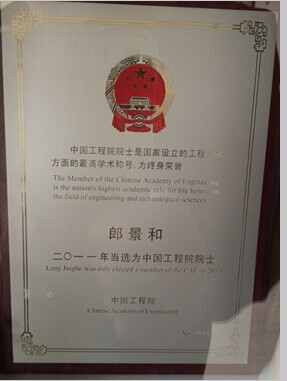 中国工程院院士是国家设立的工程
方面的最高学术称号,为终身荣誉
The Member of the Chinese Academy of Engineering
is the nation's highest academic title for life honor
the field of engineering and technological sciences
郎景和
二〇一一年当选为中国工程院院士
Lang Jinghe was duly elected a member of the CAE in 2011
中国工程院
Chinese Academy of Engineering